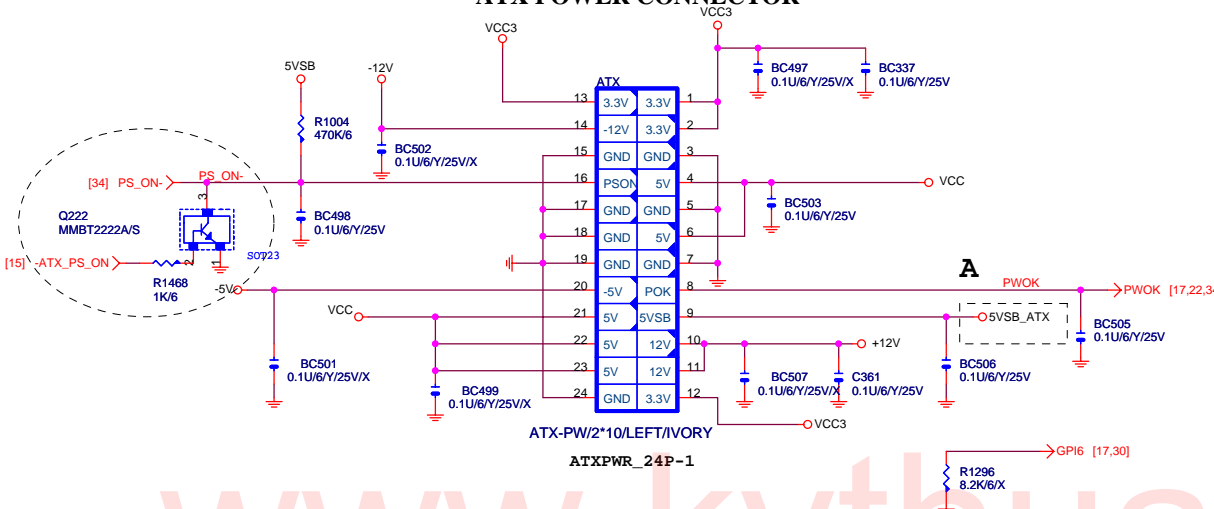 ATX POWER CONNECTOR
VCC3
VCC3
5VSB
-12V
BC497
0.1U/6/Y/25V/X
BC337
0.1U/6/Y/25V
ATX
R1004
470K/6
BC502
0.1U/6/Y/25V/X
13 3.3V 3.3V 1
14 -12V 3.3V 2
15 GND GND 3
16 PSON 5V 4
17 GND GND 5
18 GND 5V 6
19 GND GND 7
20 -5V POK 8
21 5V 5VSB 9
22 5V 12V 10
23 5V 12V 11
24 GND 3.3V 12
[34] PS_ON-
PS_ON-
3
VCC
Q222
MMBT2222A/S
BC498
0.1U/6/Y/25V
BC503
0.1U/6/Y/25V
SOT23
[15] -ATX_PS_ON
2
1
R1468
1K/6
-5V
A
PWOK
PWOK [17,22,34
VCC
5VSB_ATX
BC505
0.1U/6/Y/25V
+12V
BC501
0.1U/6/Y/25V/X
BC499
0.1U/6/Y/25V/X
BC507
0.1U/6/Y/25V/X
C361
0.1U/6/Y/25V
BC506
0.1U/6/Y/25V
VCC3
ATX-PW/2*10/LEFT/IVORY
ATXPWR_24P-1
GPI6 [17,30]
R1296
8.2K/6/X